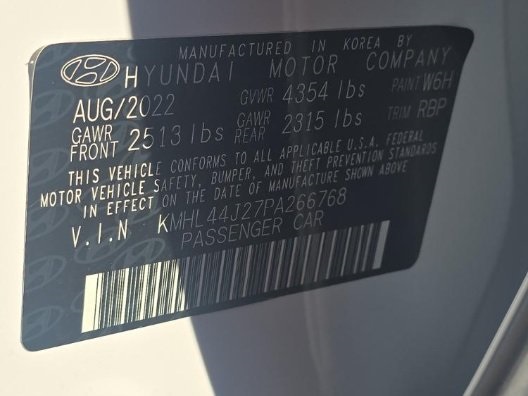 MANUFACTURED IN KOREA BY
HYUNDAI MOTOR COMPANY
AUG/2022 GVWR 4354 lbs PAINT W6H
GAWR FRONT 2513 lbs GAWR REAR 2315 lbs TRIM RBP
THIS VEHICLE CONFORMS TO ALL APPLICABLE U.S.A. FEDERAL
MOTOR VEHICLE SAFETY, BUMPER, AND THEFT PREVENTION STANDARDS
IN EFFECT ON THE DATE OF MANUFACTURE SHOWN ABOVE
V.I.N KMHL44J27PA266768
PASSENGER CAR